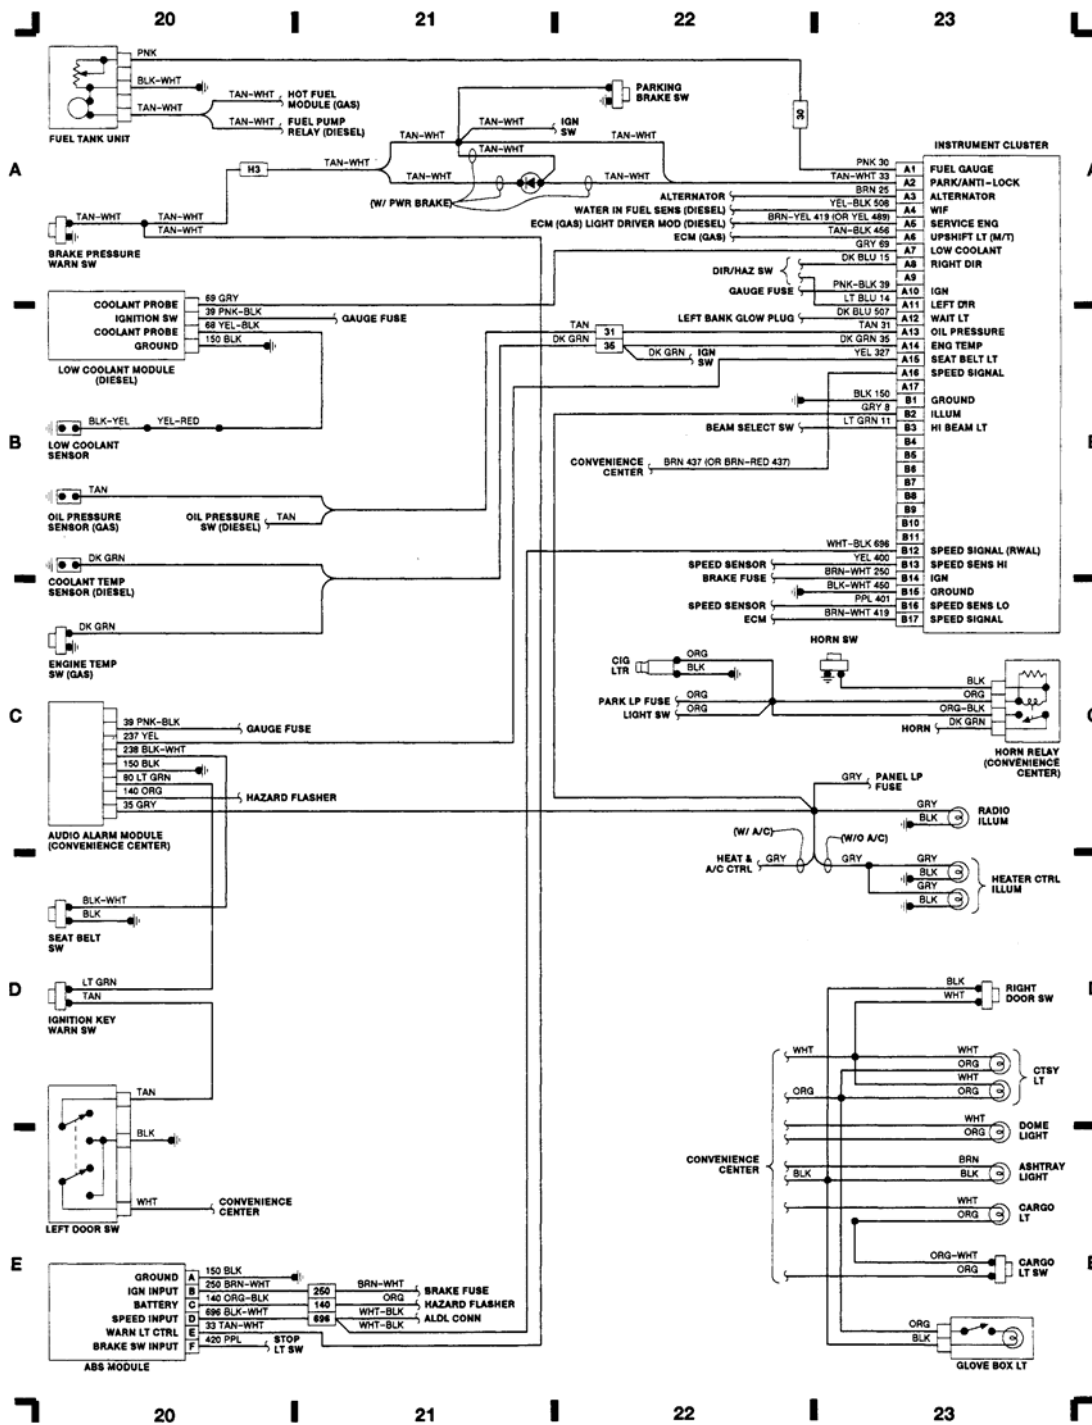 20 21 22 23
PNK
BLK-WHT
TAN-WHT
TAN-WHT HOT FUEL
MODULE (GAS)
TAN-WHT FUEL PUMP
RELAY (DIESEL)
FUEL TANK UNIT
PARKING
BRAKE SW
TAN-WHT IGN
SW
TAN-WHT
TAN-WHT
30
INSTRUMENT CLUSTER
A
H3
TAN-WHT
TAN-WHT
TAN-WHT
(W/ PWR BRAKE)
A
PNK 30 A1 FUEL GAUGE
TAN-WHT 33 A2 PARK/ANTI-LOCK
ALTERNATOR BRN 25 A3 ALTERNATOR
WATER IN FUEL SENS (DIESEL) YEL-BLK 508 A4 WIF
ECM (GAS) LIGHT DRIVER MOD (DIESEL) BRN-YEL 419 (OR YEL 489) A5 SERVICE ENG
ECM (GAS) TAN-BLK 456 A6 UPSHIFT LT (M/T)
GRY 69 A7 LOW COOLANT
DIR/HAZ SW DK BLU 15 A8 RIGHT DIR
A9
GAUGE FUSE PNK-BLK 39 A10 IGN
LT BLU 14 A11 LEFT DIR
LEFT BANK GLOW PLUG DK BLU 507 A12 WAIT LT
TAN 31 TAN 31 A13 OIL PRESSURE
DK GRN 35 DK GRN 35 A14 ENG TEMP
DK GRN IGN
SW
YEL 327 A15 SEAT BELT LT
A16 SPEED SIGNAL
A17
BLK 150 B1 GROUND
GRY 8 B2 ILLUM
BEAM SELECT SW LT GRN 11 B3 HI BEAM LT
B4
B5
CONVENIENCE
CENTER BRN 437 (OR BRN-RED 437) B6
B7
B8
B9
B10
B11
WHT-BLK 696 B12 SPEED SIGNAL (RWAL)
SPEED SENSOR YEL 400 B13 SPEED SENS HI
BRAKE FUSE BRN-WHT 250 B14 IGN
BLK-WHT 450 B15 GROUND
SPEED SENSOR PPL 401 B16 SPEED SENS LO
ECM BRN-WHT 419 B17 SPEED SIGNAL
TAN-WHT TAN-WHT
TAN-WHT
BRAKE PRESSURE
WARN SW
COOLANT PROBE 69 GRY
IGNITION SW 39 PNK-BLK GAUGE FUSE
COOLANT PROBE 68 YEL-BLK
GROUND 150 BLK
LOW COOLANT MODULE
(DIESEL)
B
BLK-YEL YEL-RED
LOW COOLANT
SENSOR
TAN
OIL PRESSURE
SENSOR (GAS)
OIL PRESSURE
SW (DIESEL) TAN
DK GRN
COOLANT TEMP
SENSOR (DIESEL)
DK GRN
ENGINE TEMP
SW (GAS)
HORN SW
CIG
LTR
ORG
BLK
PARK LP FUSE ORG
LIGHT SW ORG
BLK
ORG
ORG-BLK
HORN DK GRN
HORN RELAY
(CONVENIENCE
CENTER)
C
39 PNK-BLK GAUGE FUSE
237 YEL
238 BLK-WHT
150 BLK
80 LT GRN
140 ORG HAZARD FLASHER
35 GRY
AUDIO ALARM MODULE
(CONVENIENCE CENTER)
GRY PANEL LP
FUSE
GRY
BLK
RADIO
ILLUM
(W/ A/C) (W/O A/C)
HEAT &
A/C CTRL GRY
GRY
GRY
BLK
GRY
BLK
HEATER CTRL
ILLUM
BLK-WHT
BLK
SEAT BELT
SW
D
LT GRN
TAN
IGNITION KEY
WARN SW
BLK
WHT
RIGHT
DOOR SW
WHT
ORG
WHT
ORG
WHT
ORG
CTSY
LT
WHT
ORG
DOME
LIGHT
CONVENIENCE
CENTER
BLK
BRN
BLK
ASHTRAY
LIGHT
WHT
ORG
CARGO
LT
ORG-WHT
ORG
CARGO
LT SW
ORG
BLK
GLOVE BOX LT
TAN
BLK
WHT CONVENIENCE
CENTER
LEFT DOOR SW
E
GROUND A 150 BLK
IGN INPUT B 250 BRN-WHT 250 BRN-WHT BRAKE FUSE
BATTERY C 140 ORG-BLK 140 ORG HAZARD FLASHER
SPEED INPUT D 696 BLK-WHT 696 WHT-BLK ALDL CONN
WHT-BLK
WARN LT CTRL E 33 TAN-WHT
BRAKE SW INPUT F 420 PPL STOP
LT SW
ABS MODULE
20 21 22 23